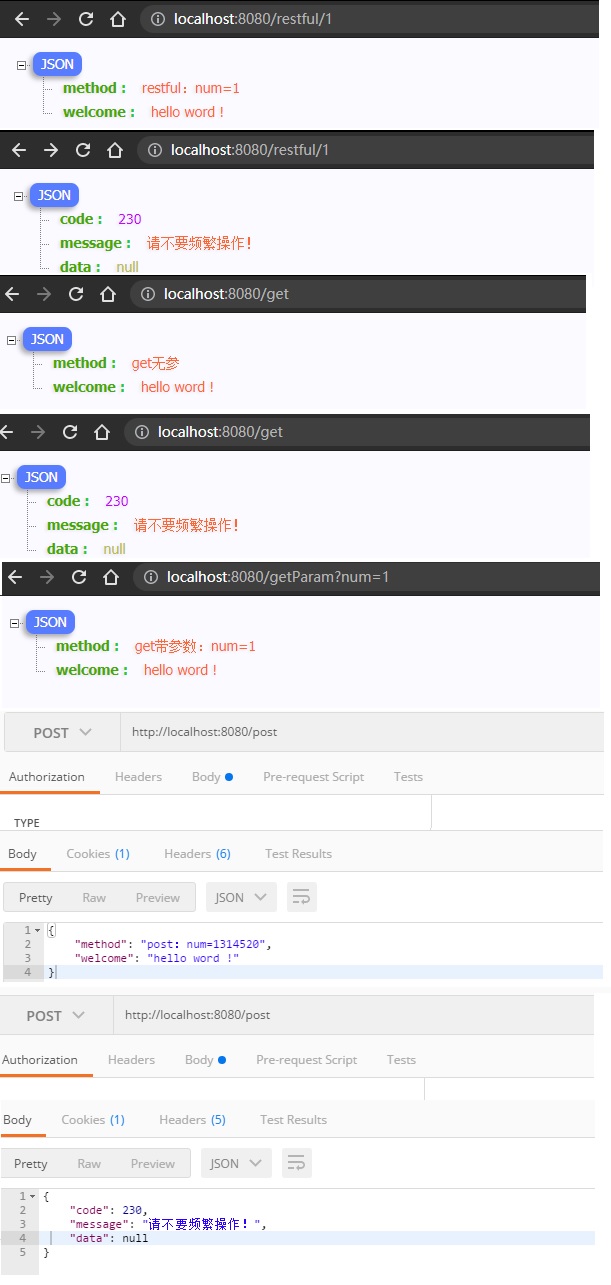 localhost:8080/restful/1
JSON
method : restful：num=1
welcome : hello word !
localhost:8080/restful/1
JSON
code : 230
message : 请不要频繁操作!
data : null
localhost:8080/get
JSON
method : get无参
welcome : hello word !
localhost:8080/get
JSON
code : 230
message : 请不要频繁操作!
data : null
localhost:8080/getParam?num=1
JSON
method : get带参数：num=1
welcome : hello word !
POST http://localhost:8080/post
Authorization Headers Body Pre-request Script Tests
TYPE
Body Cookies (1) Headers (6) Test Results
Pretty Raw Preview JSON
1 {
2 "method": "post：num=1314520",
3 "welcome": "hello word !"
4 }
POST http://localhost:8080/post
Authorization Headers Body Pre-request Script Tests
Body Cookies (1) Headers (5) Test Results
Pretty Raw Preview JSON
1 {
2 "code": 230,
3 "message": "请不要频繁操作! ",
4 "data": null
5 }